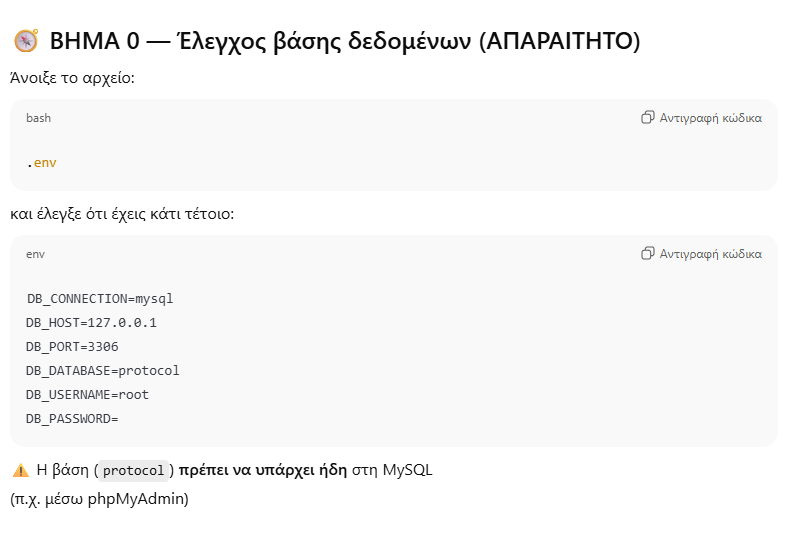 🧭 ΒΗΜΑ 0 — Έλεγχος βάσης δεδομένων (ΑΠΑΡΑΙΤΗΤΟ)
Άνοιξε το αρχείο:
bash
Αντιγραφή κώδικα
.env
και έλεγξε ότι έχεις κάτι τέτοιο:
env
Αντιγραφή κώδικα
DB_CONNECTION=mysql
DB_HOST=127.0.0.1
DB_PORT=3306
DB_DATABASE=protocol
DB_USERNAME=root
DB_PASSWORD=
⚠️ Η βάση (protocol) πρέπει να υπάρχει ήδη στη MySQL
(π.χ. μέσω phpMyAdmin)